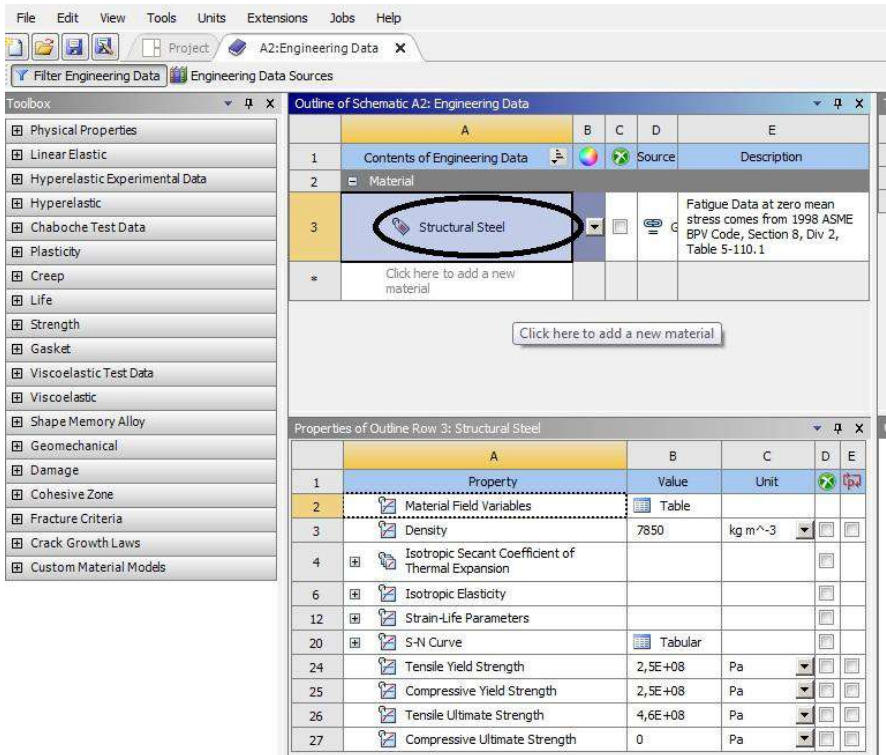 File Edit View Tools Units Extensions Jobs Help
Project A2:Engineering Data X
Filter Engineering Data Engineering Data Sources
Toolbox
Physical Properties
Linear Elastic
Hyperelastic Experimental Data
Hyperelastic
Chaboche Test Data
Plasticity
Creep
Life
Strength
Gasket
Viscoelastic Test Data
Viscoelastic
Shape Memory Alloy
Geomechanical
Damage
Cohesive Zone
Fracture Criteria
Crack Growth Laws
Custom Material Models
Outline of Schematic A2: Engineering Data
A B C D E
1 Contents of Engineering Data Source Description
2 Material
3 Structural Steel G Fatigue Data at zero mean
stress comes from 1998 ASME
BPV Code, Section 8, Div 2,
Table 5-110.1
* Click here to add a new
material
Click here to add a new material
Properties of Outline Row 3: Structural Steel
A B C D E
1 Property Value Unit
2 Material Field Variables Table
3 Density 7850 kg m^-3
4 Isotropic Secant Coefficient of
Thermal Expansion
6 Isotropic Elasticity
12 Strain-Life Parameters
20 S-N Curve Tabular
24 Tensile Yield Strength 2,5E+08 Pa
25 Compressive Yield Strength 2,5E+08 Pa
26 Tensile Ultimate Strength 4,6E+08 Pa
27 Compressive Ultimate Strength 0 Pa